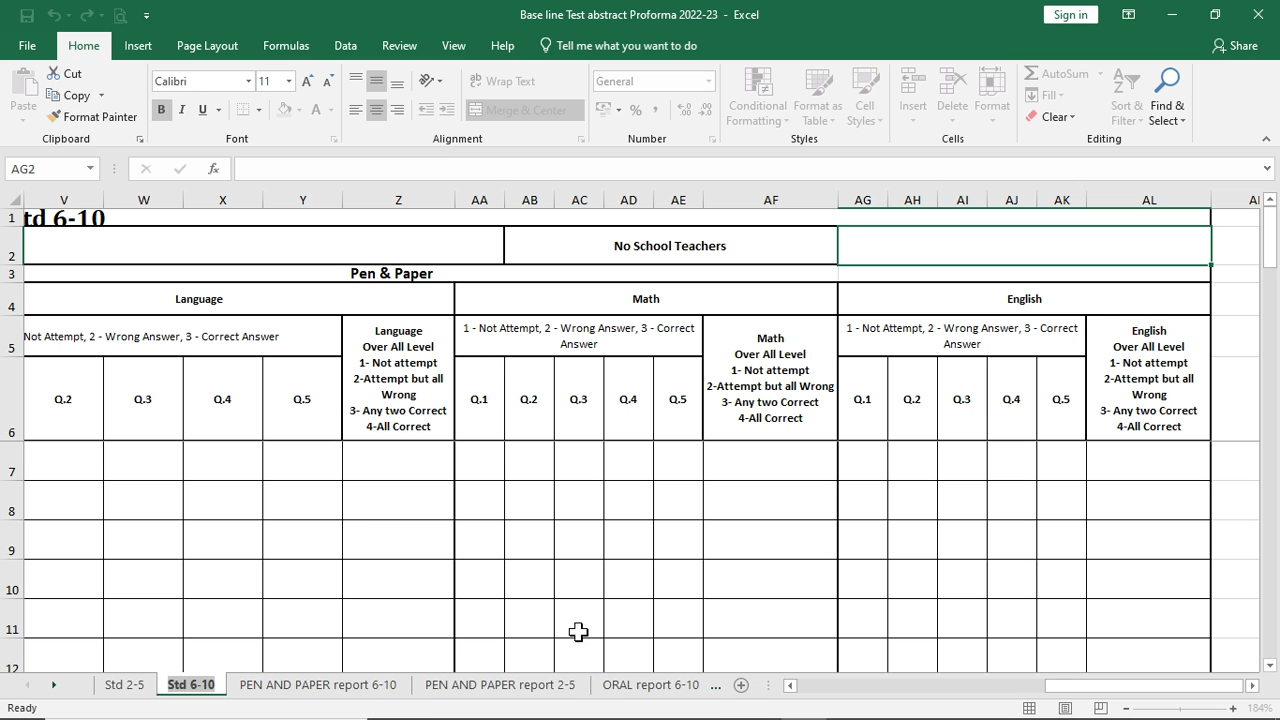 Base line Test abstract Proforma 2022-23 - Excel
Sign in
File Home Insert Page Layout Formulas Data Review View Help Tell me what you want to do Share
Paste
Cut
Copy
Format Painter
Clipboard
Calibri 11
B I U
Font
Wrap Text
Merge & Center
Alignment
General
Number
Conditional Formatting
Format as Table
Cell Styles
Styles
Insert Delete Format
Cells
AutoSum
Fill
Clear
Sort & Filter
Find & Select
Editing
AG2 fx
V W X Y Z AA AB AC AD AE AF AG AH AI AJ AK AL
1 td 6-10
2 No School Teachers
3 Pen & Paper
4 Language Math English
5
Not Attempt, 2 - Wrong Answer, 3 - Correct Answer
Language
Over All Level
1- Not attempt
2-Attempt but all
Wrong
3- Any two Correct
4-All Correct
1 - Not Attempt, 2 - Wrong Answer, 3 - Correct
Answer
Math
Over All Level
1- Not attempt
2-Attempt but all Wrong
3- Any two Correct
4-All Correct
1 - Not Attempt, 2 - Wrong Answer, 3 - Correct
Answer
English
Over All Level
1- Not attempt
2-Attempt but all
Wrong
3- Any two Correct
4-All Correct
6 Q.2 Q.3 Q.4 Q.5 Q.1 Q.2 Q.3 Q.4 Q.5 Q.1 Q.2 Q.3 Q.4 Q.5
7
8
9
10
11
12
Std 2-5 Std 6-10 PEN AND PAPER report 6-10 PEN AND PAPER report 2-5 ORAL report 6-10 ...
Ready 184%